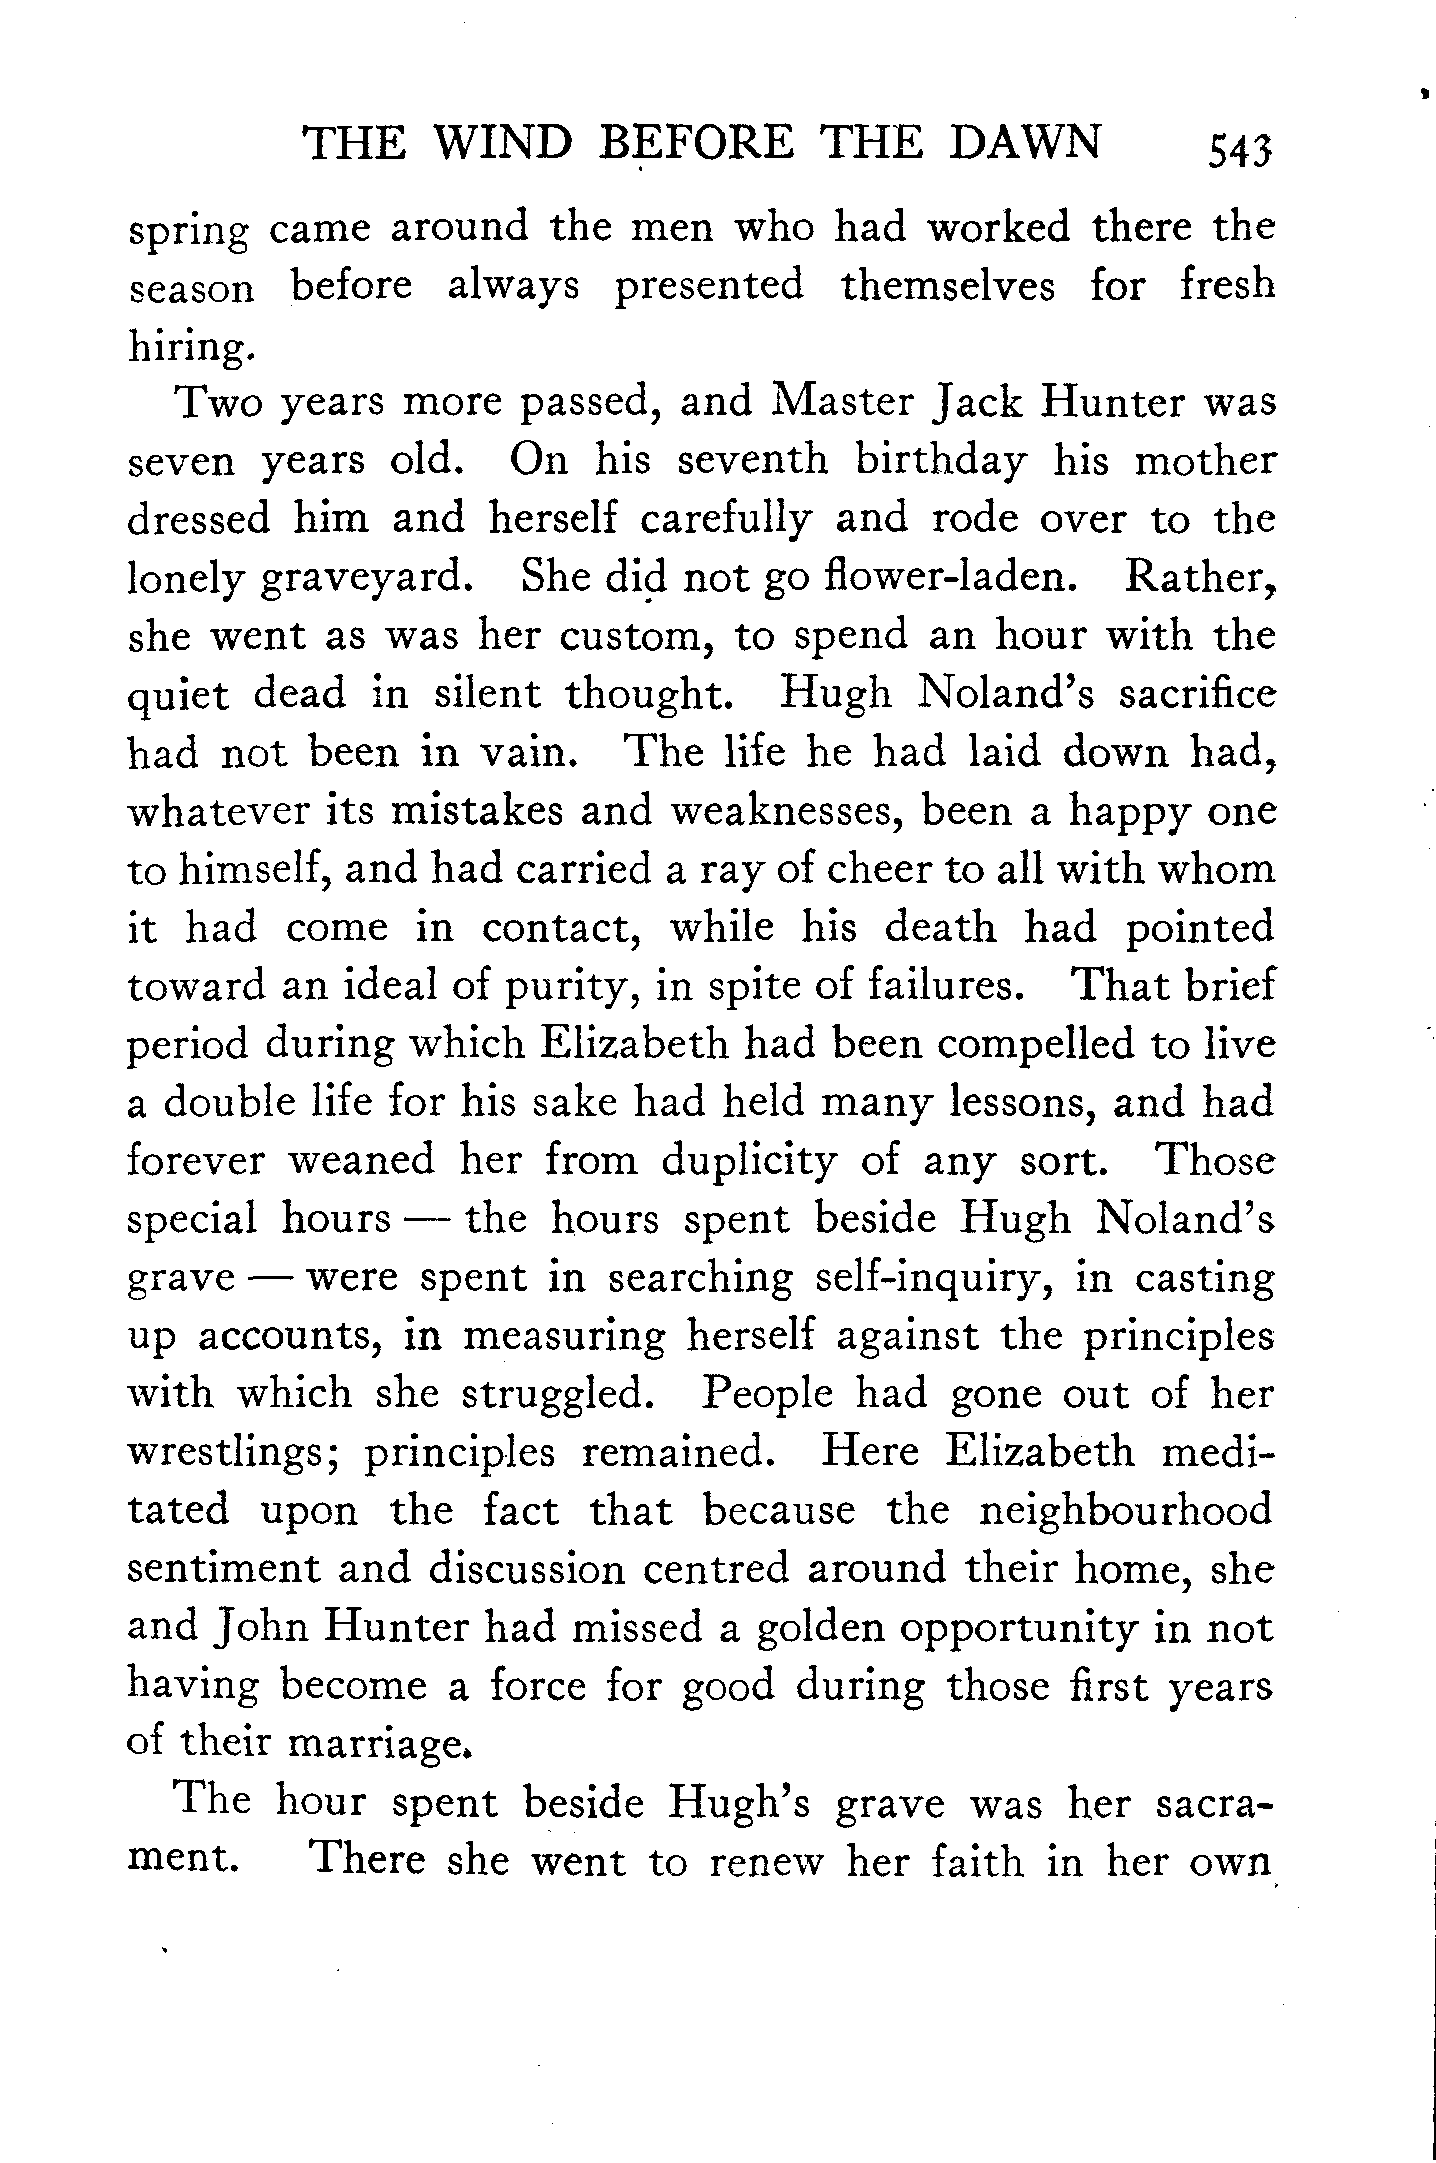 THE WIND BEFORE THE DAWN 543
spring came around the men who had worked there the
season before always presented themselves for fresh
hiring.
Two years more passed, and Master Jack Hunter was
seven years old. On his seventh birthday his mother
dressed him and herself carefully and rode over to the
lonely graveyard. She did not go flower-laden. Rather,
she went as was her custom, to spend an hour with the
quiet dead in silent thought. Hugh Noland's sacrifice
had not been in vain. The life he had laid down had,
whatever its mistakes and weaknesses, been a happy one
to himself, and had carried a ray of cheer to all with whom
it had come in contact, while his death had pointed
toward an ideal of purity, in spite of failures. That brief
period during which Elizabeth had been compelled to live
a double life for his sake had held many lessons, and had
forever weaned her from duplicity of any sort. Those
special hours — the hours spent beside Hugh Noland's
grave — were spent in searching self-inquiry, in casting
up accounts, in measuring herself against the principles
with which she struggled. People had gone out of her
wrestlings; principles remained. Here Elizabeth medi-
tated upon the fact that because the neighbourhood
sentiment and discussion centred around their home, she
and John Hunter had missed a golden opportunity in not
having become a force for good during those first years
of their marriage.
The hour spent beside Hugh's grave was her sacra-
ment. There she went to renew her faith in her own